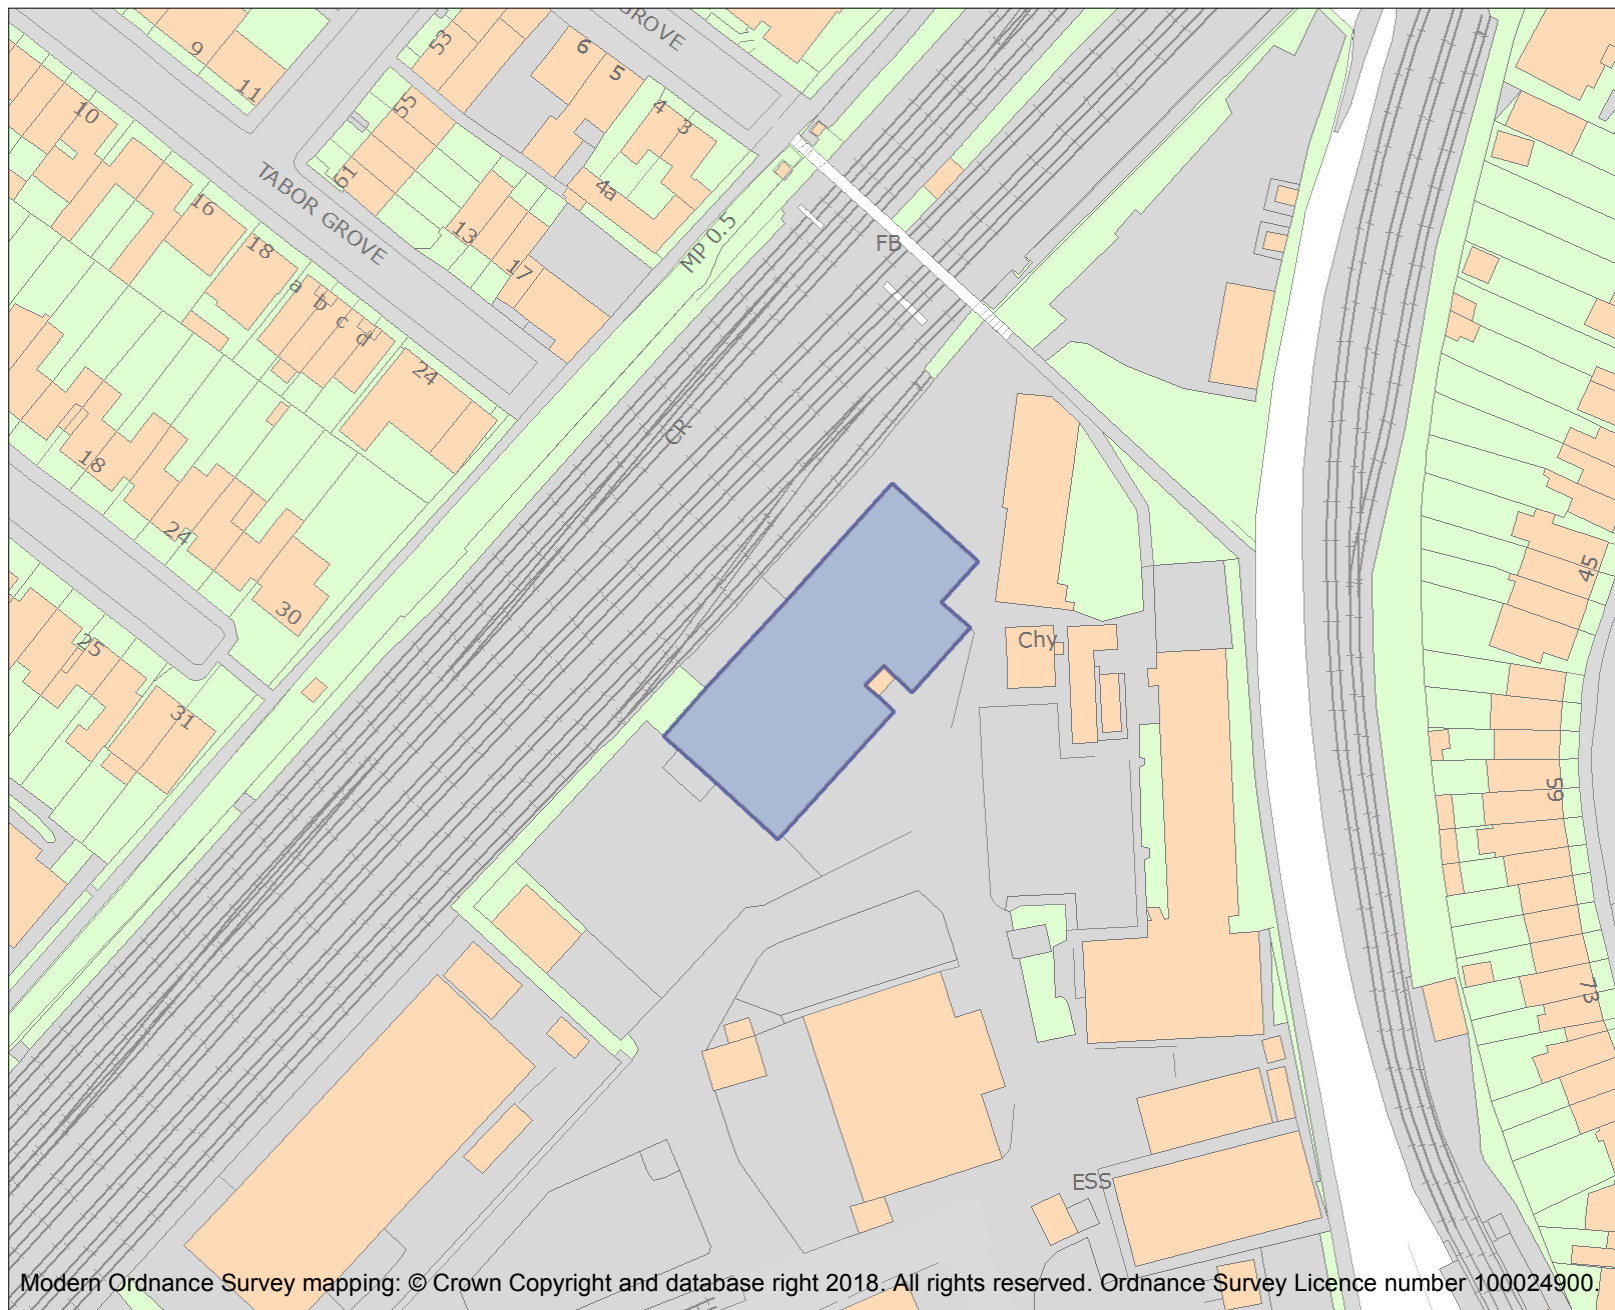 GROVE
53
6
5
9
11
55
4
3
10
61
4a
TABOR GROVE
16
13
18
17
MP 0.5
FB
a
b
c
d
24
CR
18
24
30
45
25
Chy
31
59
73
ESS
Modern Ordnance Survey mapping: © Crown Copyright and database right 2018. All rights reserved. Ordnance Survey Licence number 100024900.